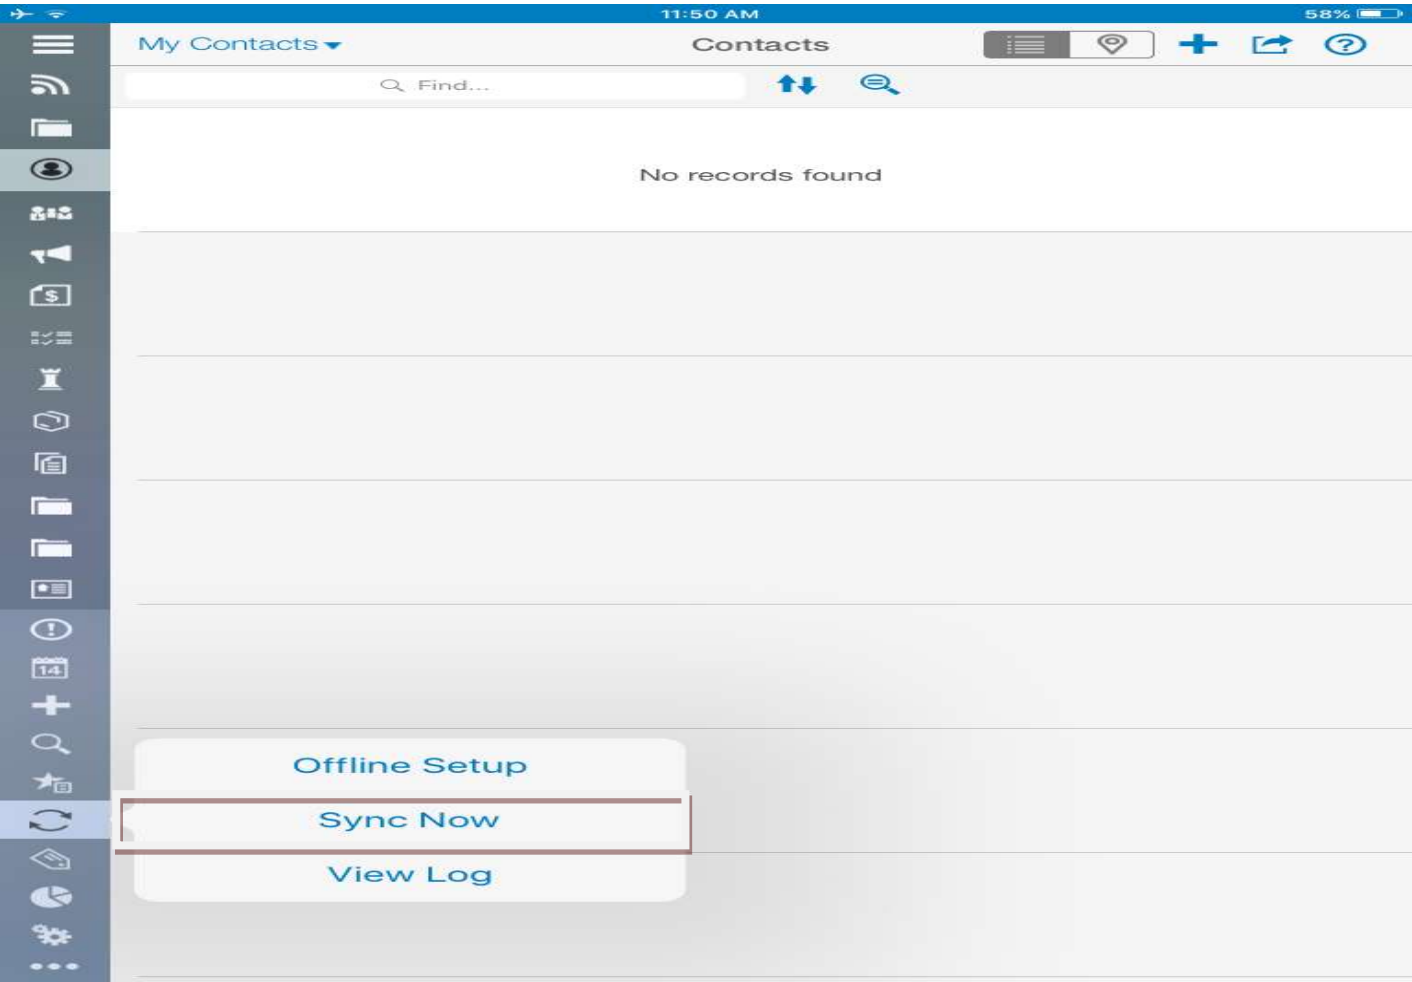 11:50 AM
58%
My Contacts
Contacts
Find...
No records found
$
14
Offline Setup
Sync Now
View Log